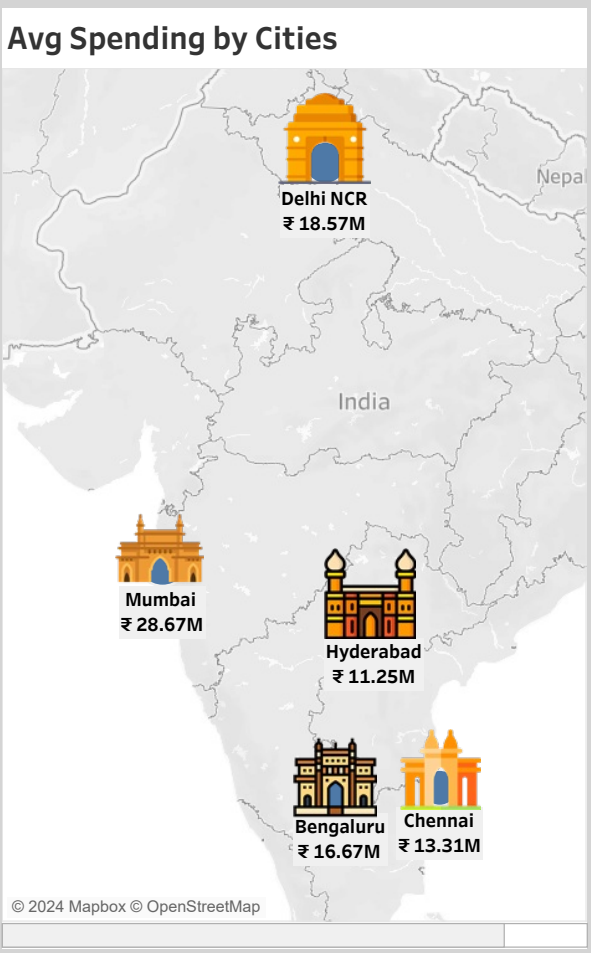 Avg Spending by Cities
Nepal
Delhi NCR
₹ 18.57M
India
Mumbai
₹ 28.67M
Hyderabad
₹ 11.25M
Bengaluru
₹ 16.67M
Chennai
₹ 13.31M
© 2024 Mapbox © OpenStreetMap